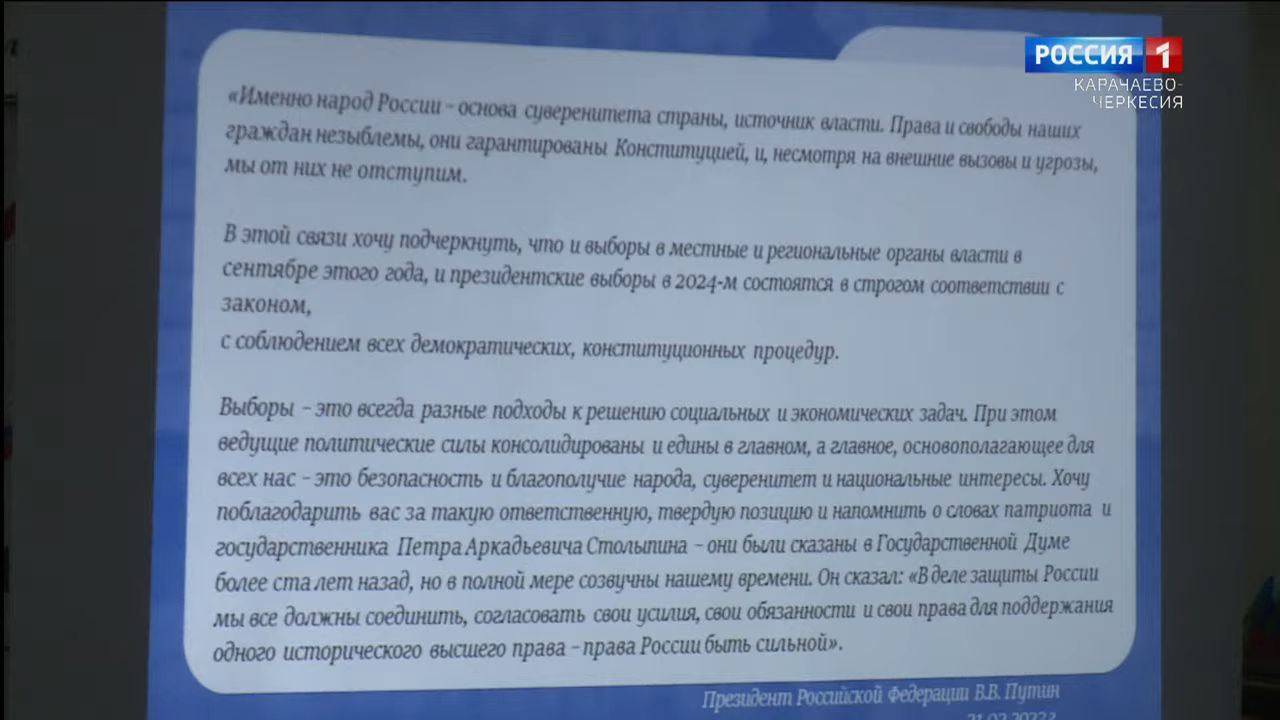 РОССИЯ 1
КАРАЧАЕВО-
ЧЕРКЕСИЯ
«Именно народ России – основа суверенитета страны, источник власти. Права и свободы наших
граждан незыблемы, они гарантированы Конституцией, и, несмотря на внешние вызовы и угрозы,
мы от них не отступим.
В этой связи хочу подчеркнуть, что и выборы в местные и региональные органы власти в
сентябре этого года, и президентские выборы в 2024-м состоятся в строгом соответствии с
законом,
с соблюдением всех демократических, конституционных процедур.
Выборы – это всегда разные подходы к решению социальных и экономических задач. При этом
ведущие политические силы консолидированы и едины в главном, а главное, основополагающее для
всех нас – это безопасность и благополучие народа, суверенитет и национальные интересы. Хочу
поблагодарить вас за такую ответственную, твердую позицию и напомнить о словах патриота и
государственника Петра Аркадьевича Столыпина – они были сказаны в Государственной Думе
более ста лет назад, но в полной мере созвучны нашему времени. Он сказал: «В деле защиты России
мы все должны соединить, согласовать свои усилия, свои обязанности и свои права для поддержания
одного исторического высшего права – права России быть сильной».
Президент Российской Федерации В.В. Путин